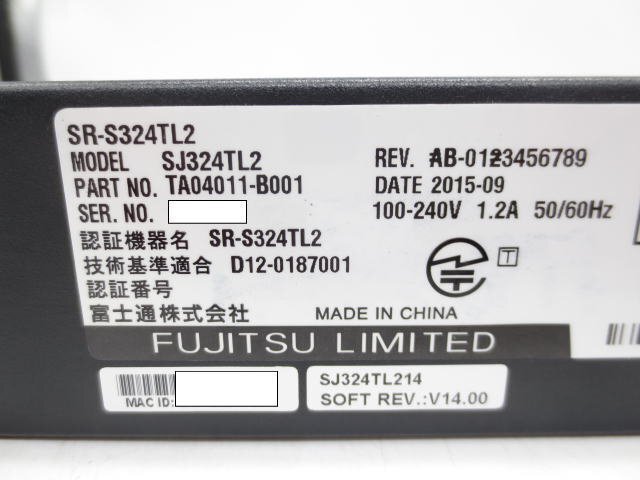 SR-S324TL2
MODEL SJ324TL2
REV. AB-0123456789
PART NO. TA04011-B001
DATE 2015-09
SER. NO.
100-240V 1.2A 50/60Hz
認証機器名 SR-S324TL2
技術基準適合 D12-0187001
認証番号
T
富士通株式会社
MADE IN CHINA
FUJITSU LIMITED
MAC ID:
SJ324TL214
SOFT REV.:V14.00